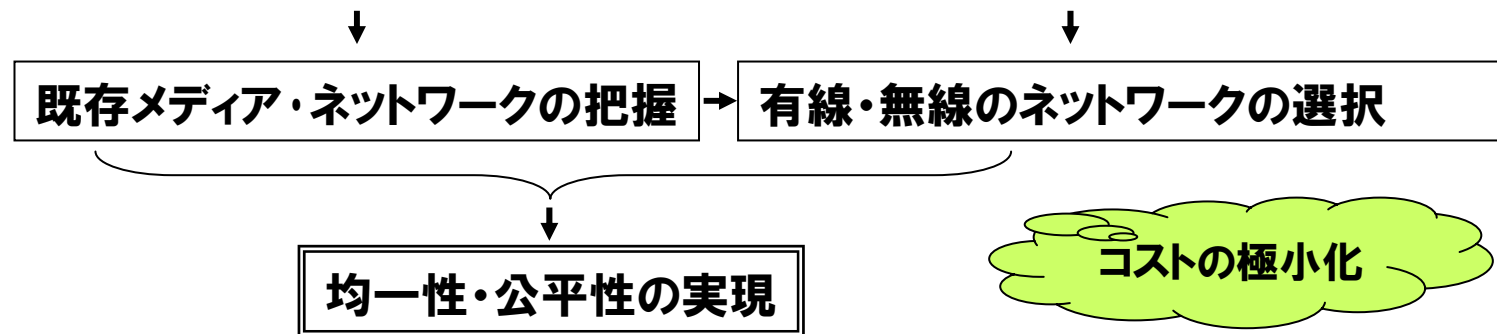 既存メディア・ネットワークの把握
有線・無線のネットワークの選択
コストの極小化
均一性・公平性の実現